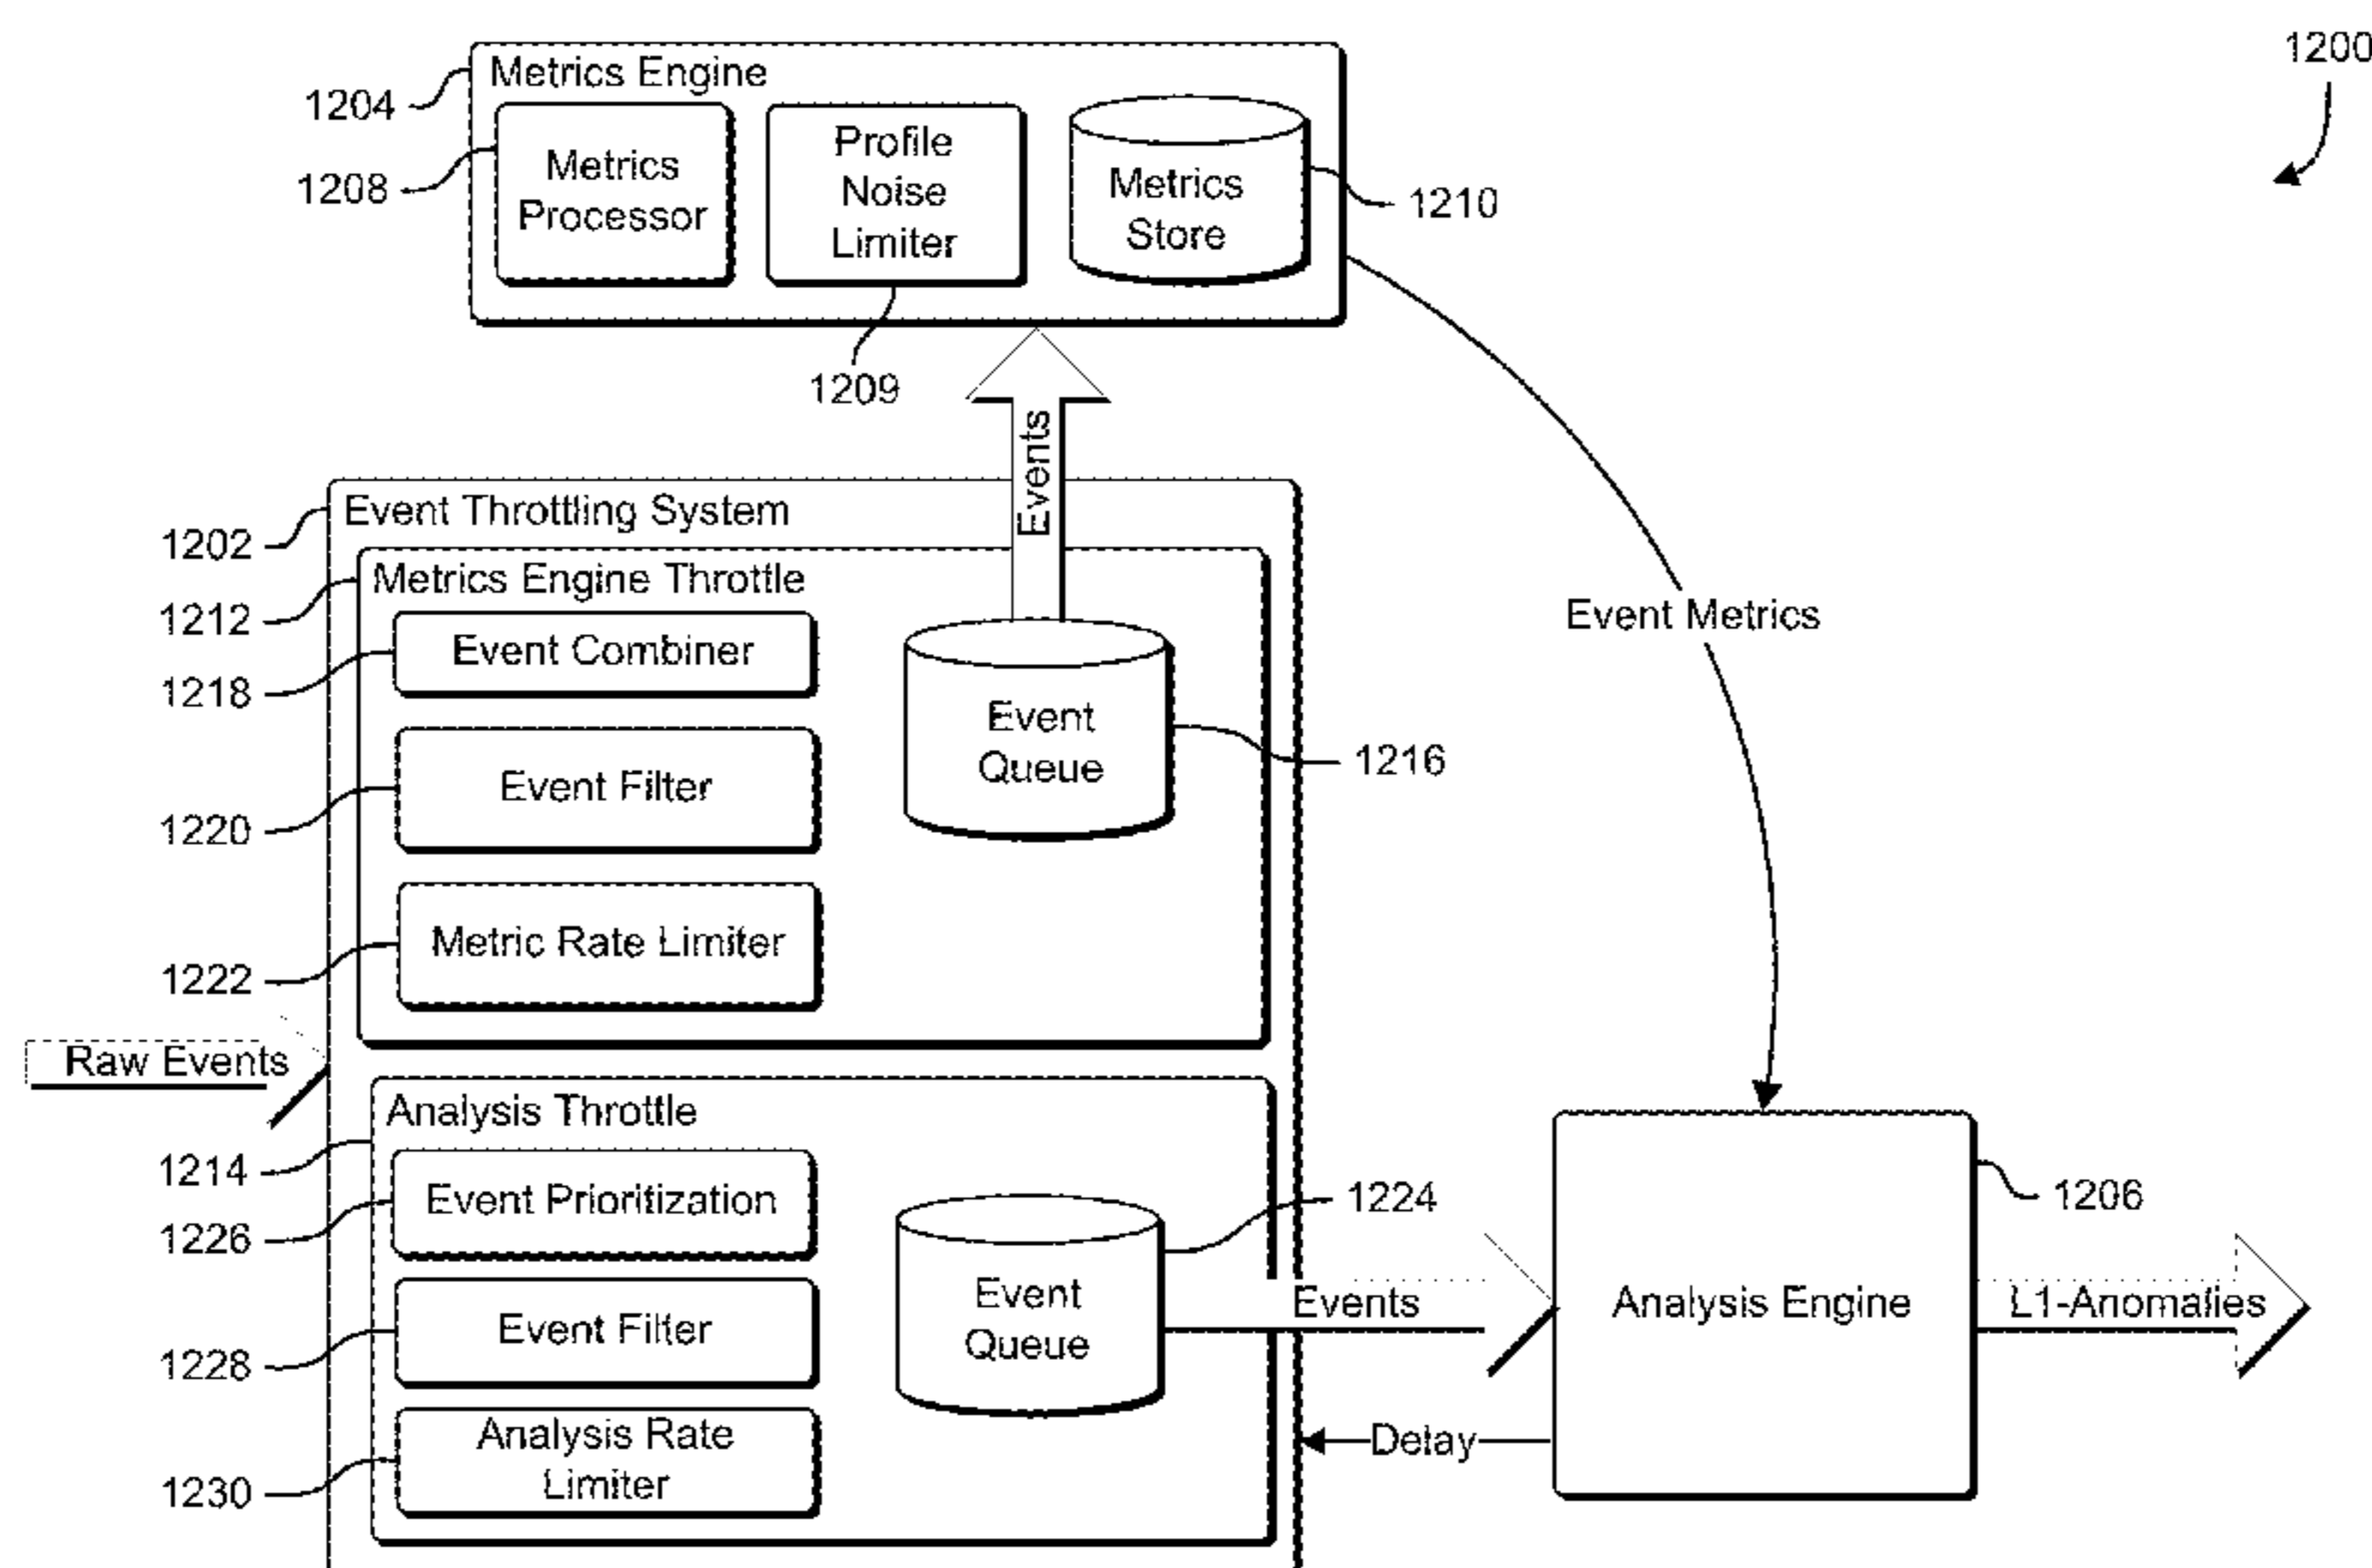 1200
Metrics Engine
1204
Metrics
Processor
1208
Profile
Noise
Limiter
1209
Metrics
Store
1210
Events
Event Throttling System
1202
Metrics Engine Throttle
1212
Event Combiner
1218
Event Filter
1220
Metric Rate Limiter
1222
Event
Queue
1216
Event Metrics
Raw Events
Analysis Throttle
1214
Event Prioritization
1226
Event Filter
1228
Analysis Rate
Limiter
1230
Event
Queue
1224
Events
Delay
Analysis Engine
1206
L1-Anomalies